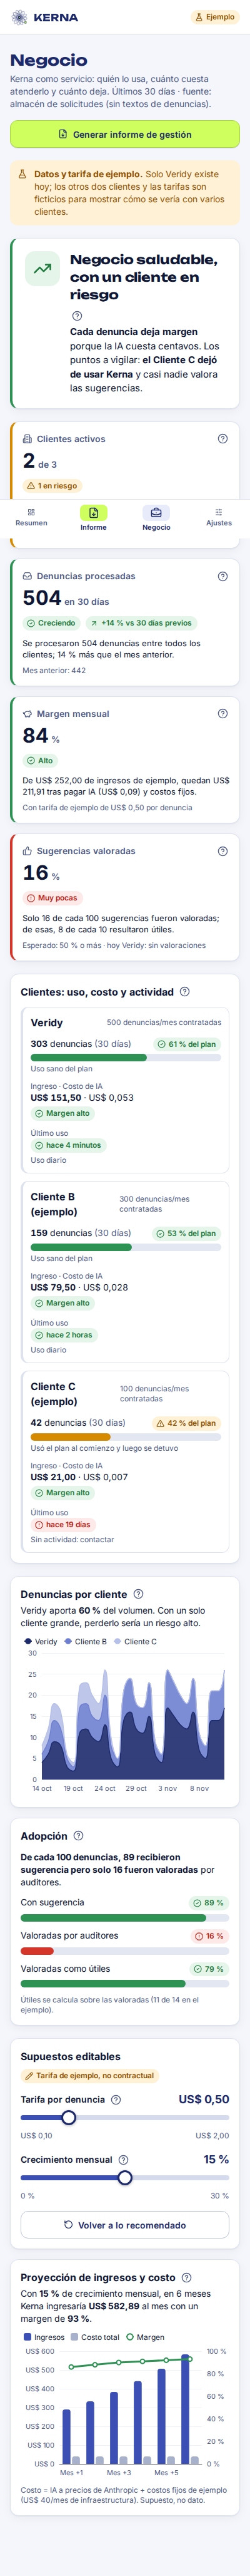 KERNA
Ejemplo
Negocio
Kerna como servicio: quién lo usa, cuánto cuesta
atenderlo y cuánto deja. Últimos 30 días · fuente:
almacén de solicitudes (sin textos de denuncias).
Generar informe de gestión
Datos y tarifa de ejemplo. Solo Veridy existe
hoy; los otros dos clientes y las tarifas son
ficticios para mostrar cómo se vería con varios
clientes.
Negocio saludable,
con un cliente en
riesgo
Cada denuncia deja margen
porque la IA cuesta centavos. Los
puntos a vigilar: el Cliente C dejó
de usar Kerna y casi nadie valora
las sugerencias.
Clientes activos
2 de 3
1 en riesgo
Resumen
Informe
Negocio
Ajustes
Denuncias procesadas
504 en 30 días
Creciendo
+14 % vs 30 días previos
Se procesaron 504 denuncias entre todos los
clientes; 14 % más que el mes anterior.
Mes anterior: 442
Margen mensual
84 %
Alto
De US$ 252,00 de ingresos de ejemplo, quedan US$
211,91 tras pagar IA (US$ 0,09) y costos fijos.
Con tarifa de ejemplo de US$ 0,50 por denuncia
Sugerencias valoradas
16 %
Muy pocas
Solo 16 de cada 100 sugerencias fueron valoradas;
de esas, 8 de cada 10 resultaron útiles.
Esperado: 50 % o más · hoy Veridy: sin valoraciones
Clientes: uso, costo y actividad
Veridy
500 denuncias/mes contratadas
303 denuncias (30 días)
61 % del plan
Uso sano del plan
Ingreso · Costo de IA
US$ 151,50 · US$ 0,053
Margen alto
Último uso
hace 4 minutos
Uso diario
Cliente B
(ejemplo)
300 denuncias/mes
contratadas
159 denuncias (30 días)
53 % del plan
Uso sano del plan
Ingreso · Costo de IA
US$ 79,50 · US$ 0,028
Margen alto
Último uso
hace 2 horas
Uso diario
Cliente C
(ejemplo)
100 denuncias/mes
contratadas
42 denuncias (30 días)
42 % del plan
Usó el plan al comienzo y luego se detuvo
Ingreso · Costo de IA
US$ 21,00 · US$ 0,007
Margen alto
Último uso
hace 19 días
Sin actividad: contactar
Denuncias por cliente
Veridy aporta 60 % del volumen. Con un solo
cliente grande, perderlo sería un riesgo alto.
Veridy
Cliente B
Cliente C
30
25
20
15
10
5
0
14 oct
19 oct
24 oct
29 oct
3 nov
8 nov
Adopción
De cada 100 denuncias, 89 recibieron
sugerencia pero solo 16 fueron valoradas por
auditores.
Con sugerencia
89 %
Valoradas por auditores
16 %
Valoradas como útiles
79 %
Útiles se calcula sobre las valoradas (11 de 14 en el
ejemplo).
Supuestos editables
Tarifa de ejemplo, no contractual
Tarifa por denuncia
US$ 0,50
US$ 0,10
US$ 2,00
Crecimiento mensual
15 %
0 %
30 %
Volver a lo recomendado
Proyección de ingresos y costo
Con 15 % de crecimiento mensual, en 6 meses
Kerna ingresaría US$ 582,89 al mes con un
margen de 93 %.
Ingresos
Costo total
Margen
US$ 600
US$ 500
US$ 400
US$ 300
US$ 200
US$ 100
US$ 0
100 %
80 %
60 %
40 %
20 %
0 %
Mes +1
Mes +3
Mes +5
Costo = IA a precios de Anthropic + costos fijos de ejemplo
(US$ 40/mes de infraestructura). Supuesto, no dato.